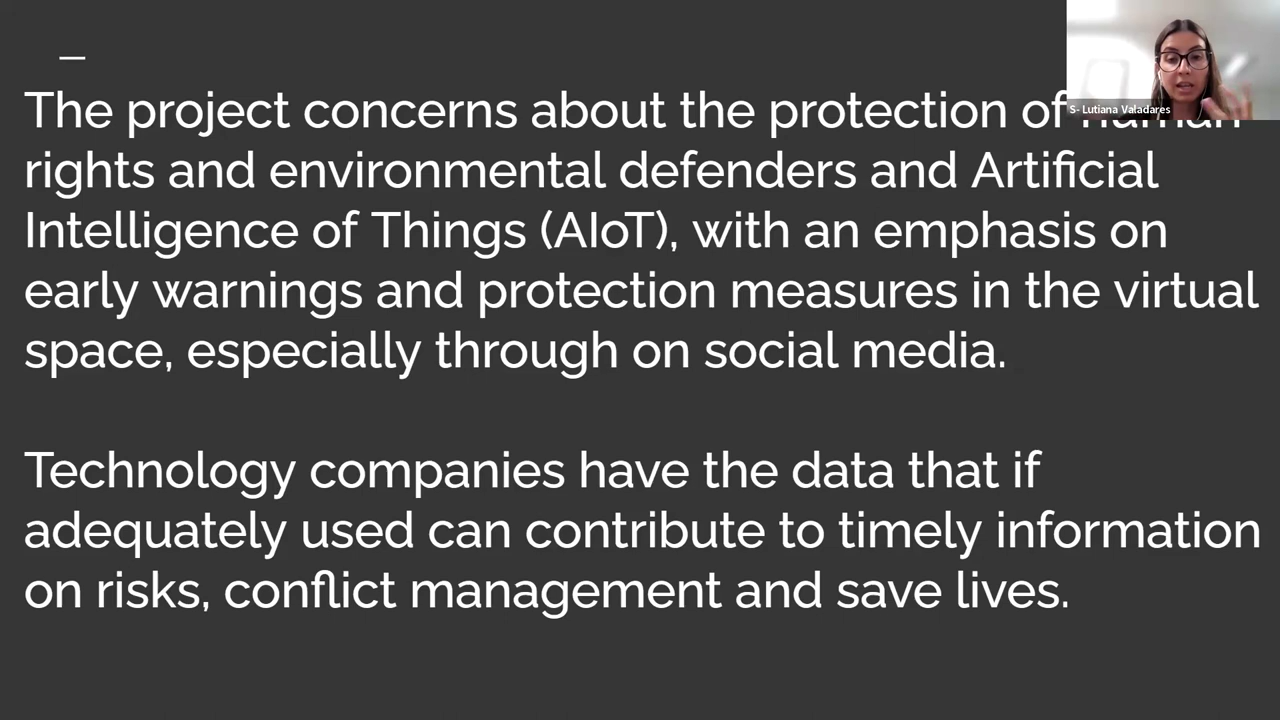 S- Lutiana Valadares
The project concerns about the protection of human
rights and environmental defenders and Artificial
Intelligence of Things (AIoT), with an emphasis on
early warnings and protection measures in the virtual
space, especially through on social media.
Technology companies have the data that if
adequately used can contribute to timely information
on risks, conflict management and save lives.